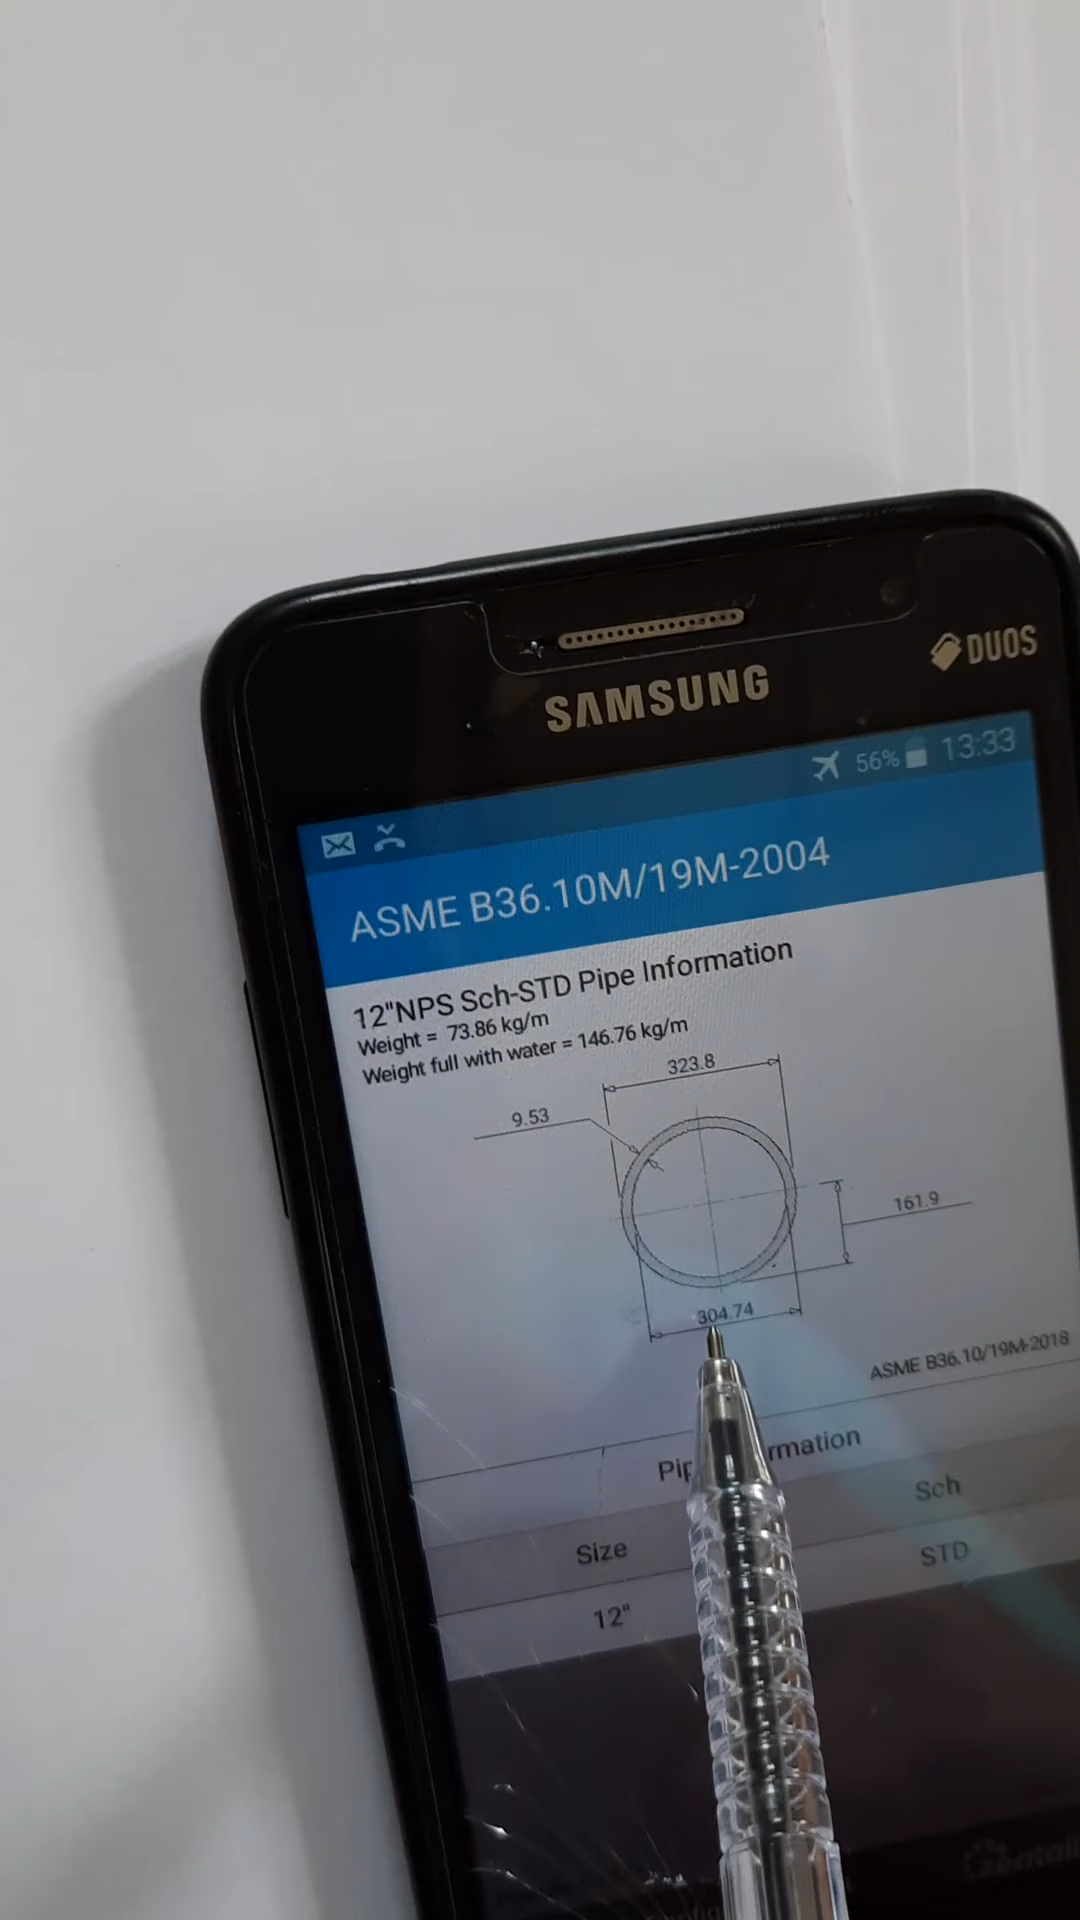 DUOS
SAMSUNG
56% 13:33
ASME B36.10M/19M-2004
12"NPS Sch-STD Pipe Information
Weight = 73.86 kg/m
Weight full with water = 146.76 kg/m
323.8
9.53
161.9
304.74
ASME B36.10/19M-2018
Pip rmation
Size Sch
12" STD